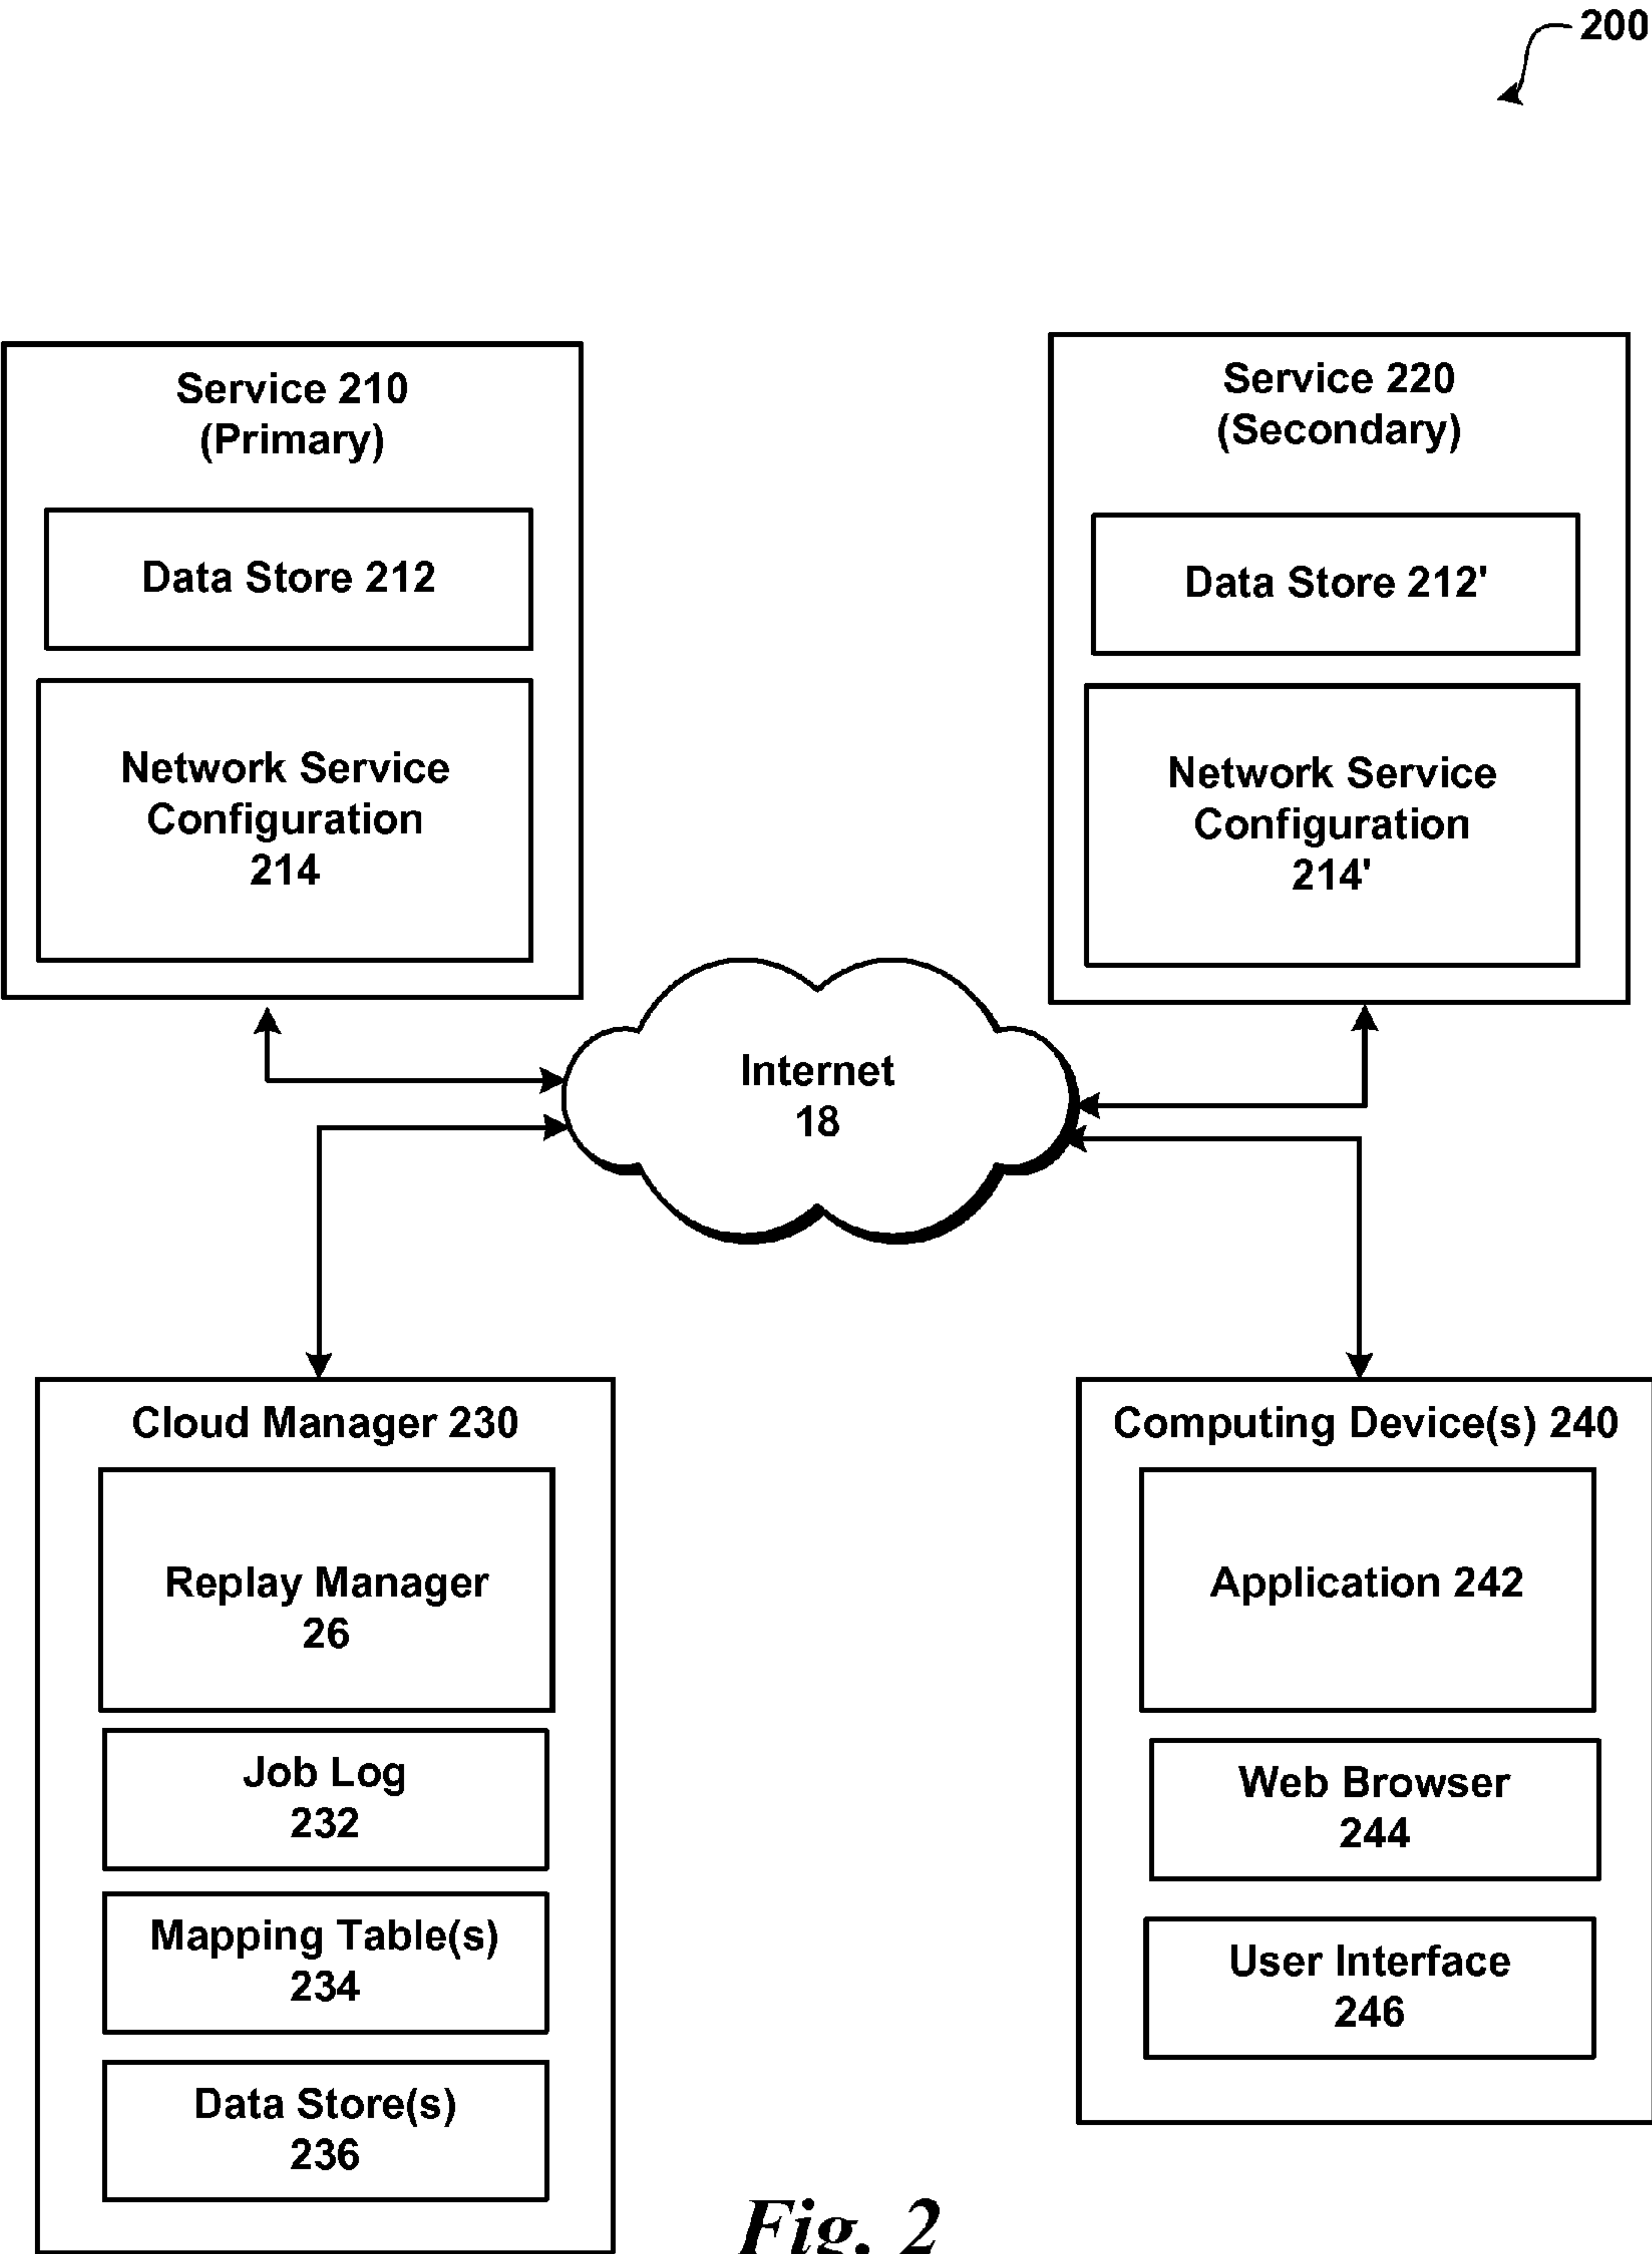 200
Service 210
(Primary)
Data Store 212
Network Service
Configuration
214
Service 220
(Secondary)
Data Store 212'
Network Service
Configuration
214'
Internet
18
Cloud Manager 230
Replay Manager
26
Job Log
232
Mapping Table(s)
234
Data Store(s)
236
Computing Device(s) 240
Application 242
Web Browser
244
User Interface
246
Fig. 2